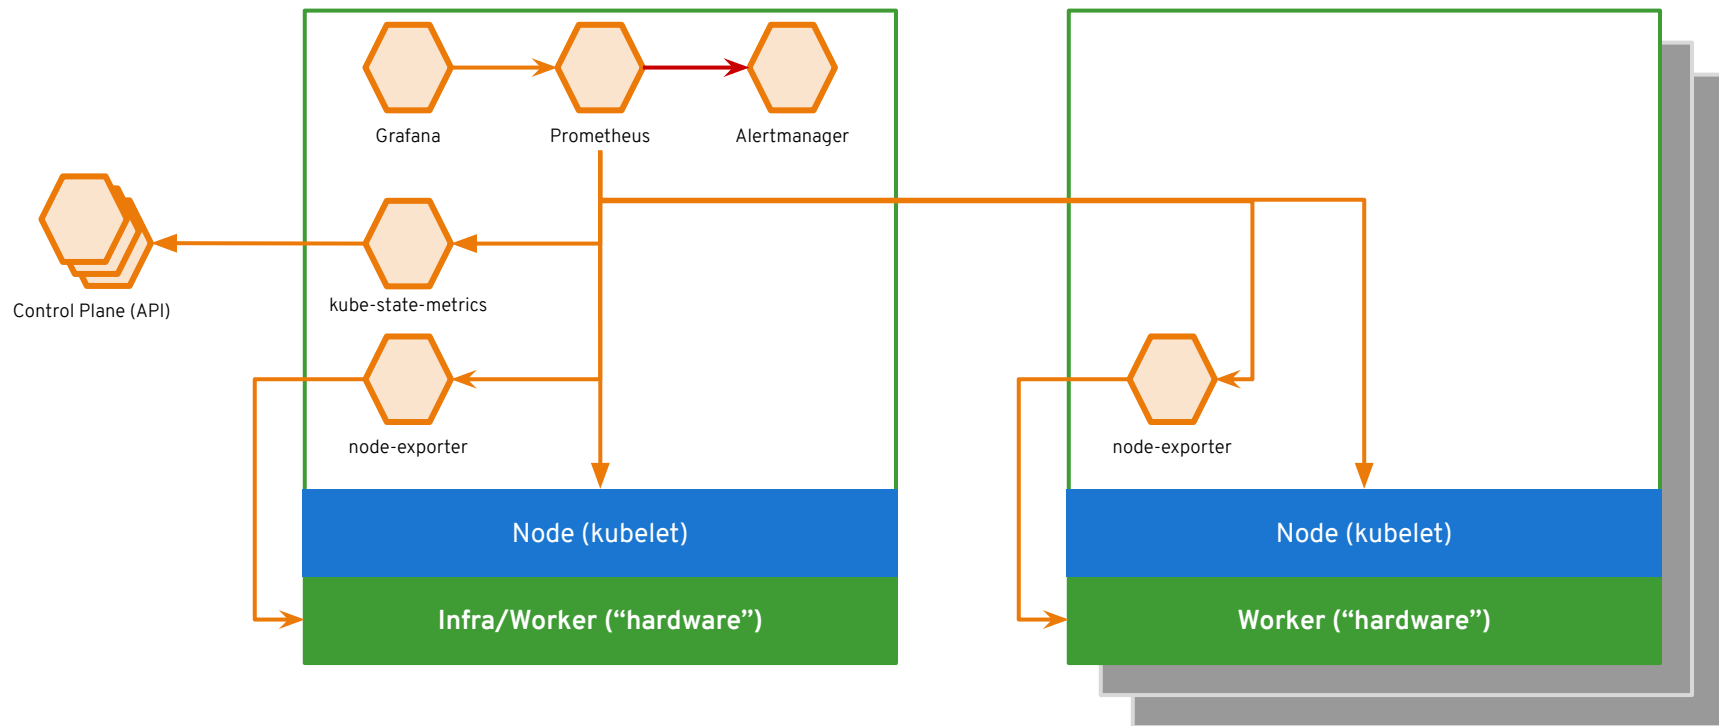 Grafana
Prometheus
Alertmanager
Control Plane (API)
kube-state-metrics
node-exporter
node-exporter
Node (kubelet)
Node (kubelet)
Infra/Worker (“hardware”)
Worker (“hardware”)